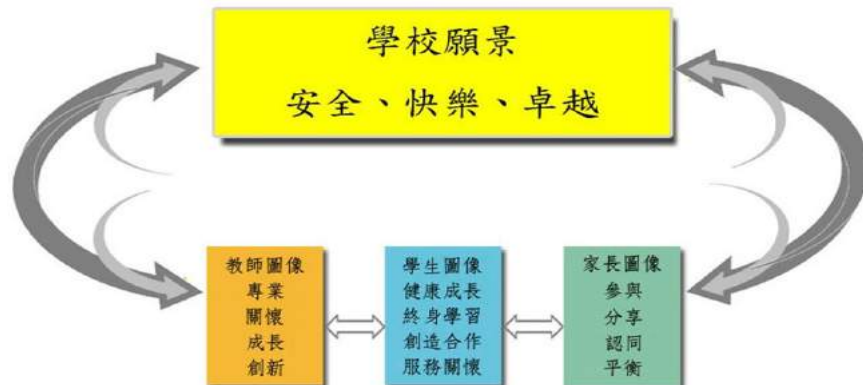 學校願景
安全、快樂、卓越
教師圖像
專業
關懷
成長
創新
學生圖像
健康成長
終身學習
創造合作
服務關懷
家長圖像
參與
分享
認同
平衡